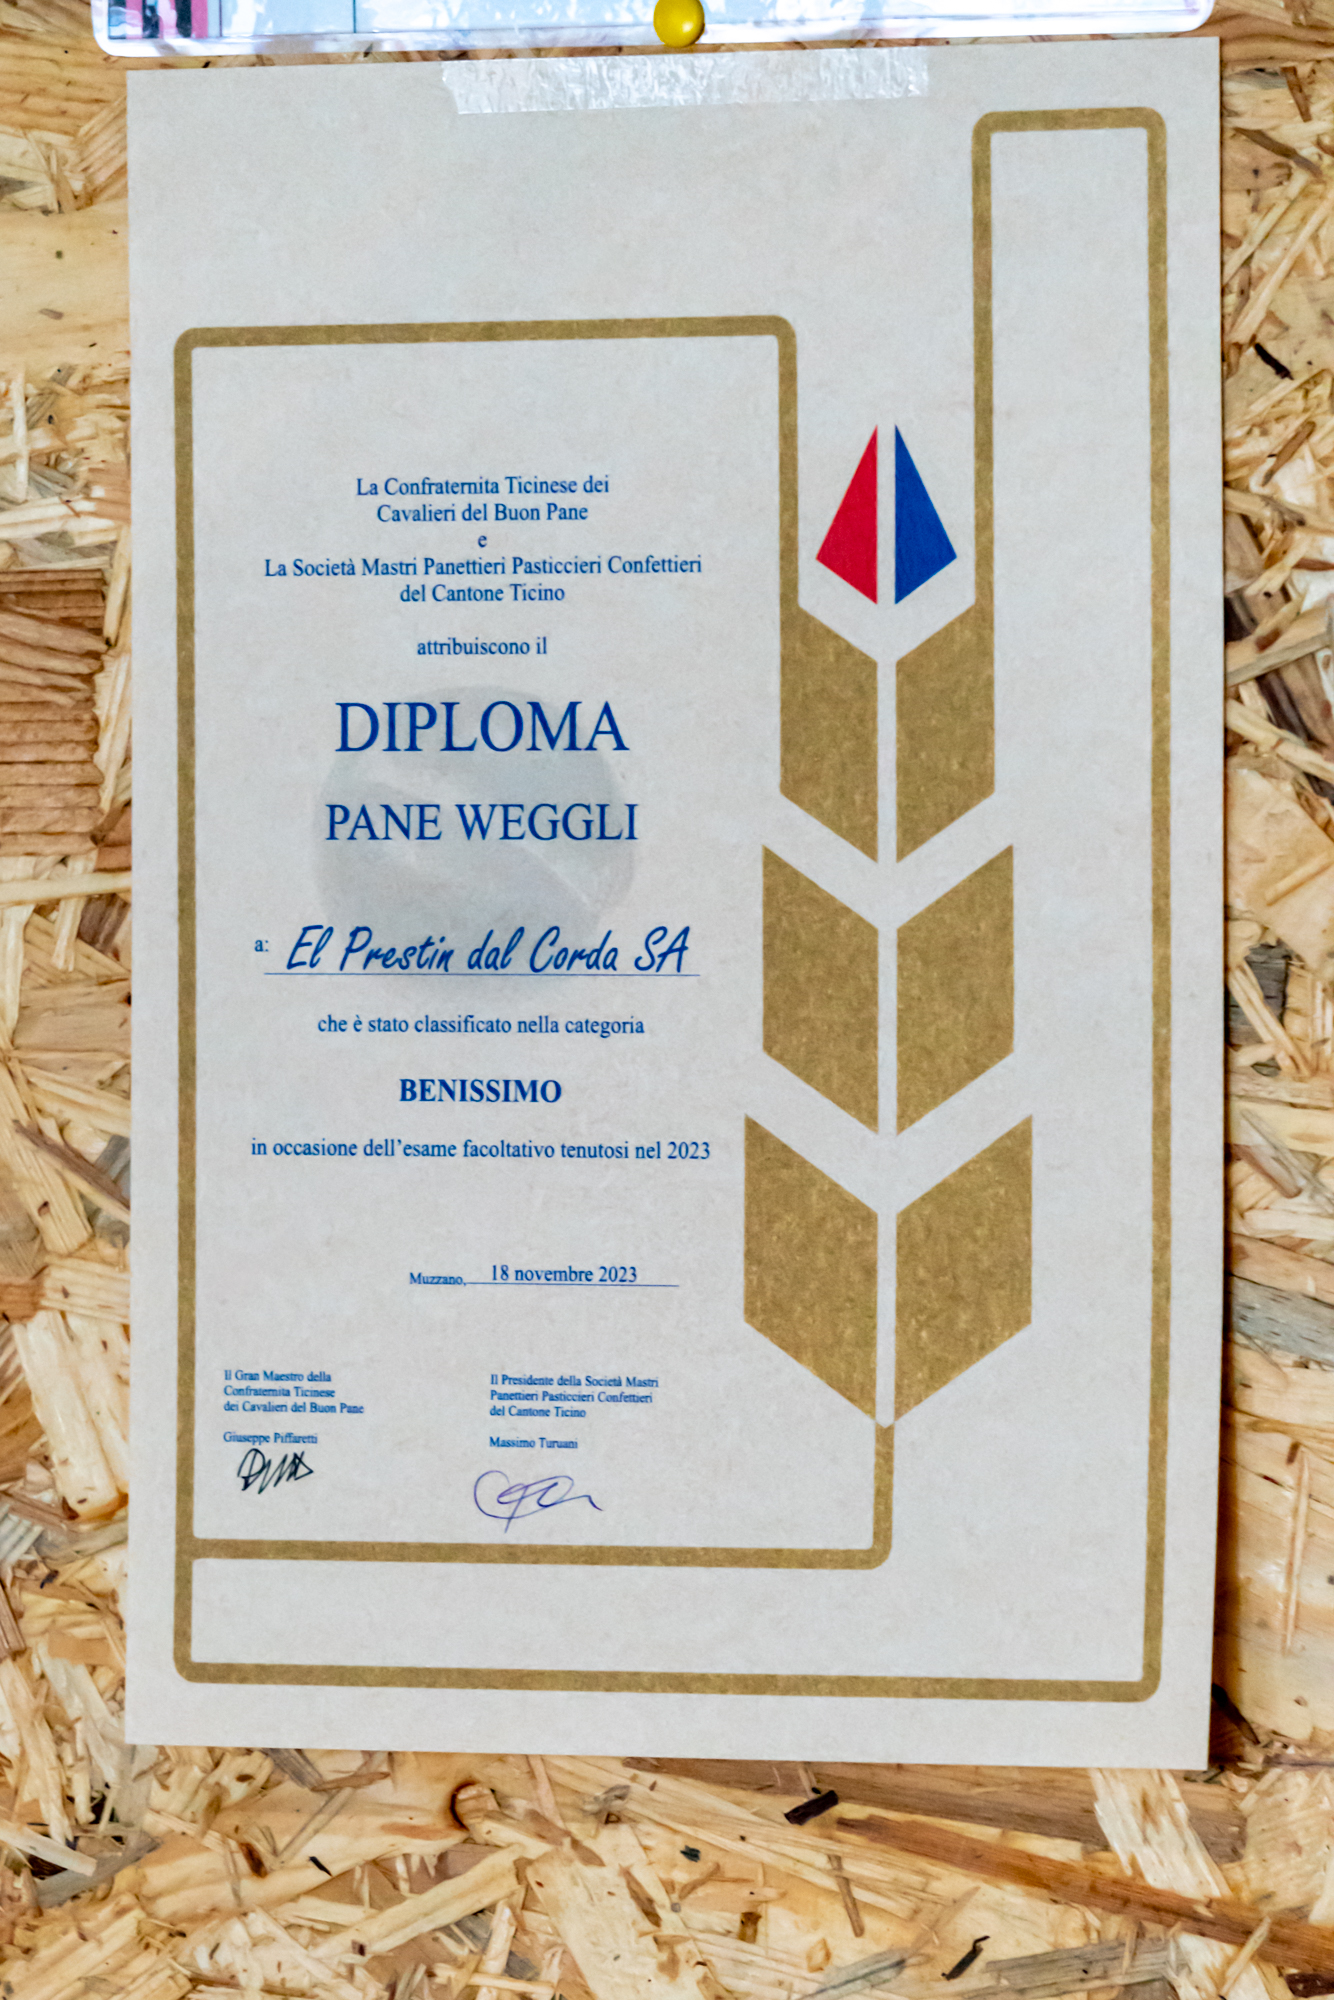 La Confraternita Ticinese dei
Cavalieri del Buon Pane
e
La Società Mastri Panettieri Pasticcieri Confettieri
del Cantone Ticino
attribuiscono il
DIPLOMA
PANE WEGGLI
a: El Prestin dal Corda SA
che è stato classificato nella categoria
BENISSIMO
in occasione dell'esame facoltativo tenutosi nel 2023
Muzzano, 18 novembre 2023
Il Gran Maestro della
Confraternita Ticinese
dei Cavalieri del Buon Pane
Giuseppe Piffaretti
Il Presidente della Società Mastri
Panettieri Pasticcieri Confettieri
del Cantone Ticino
Massimo Turuani